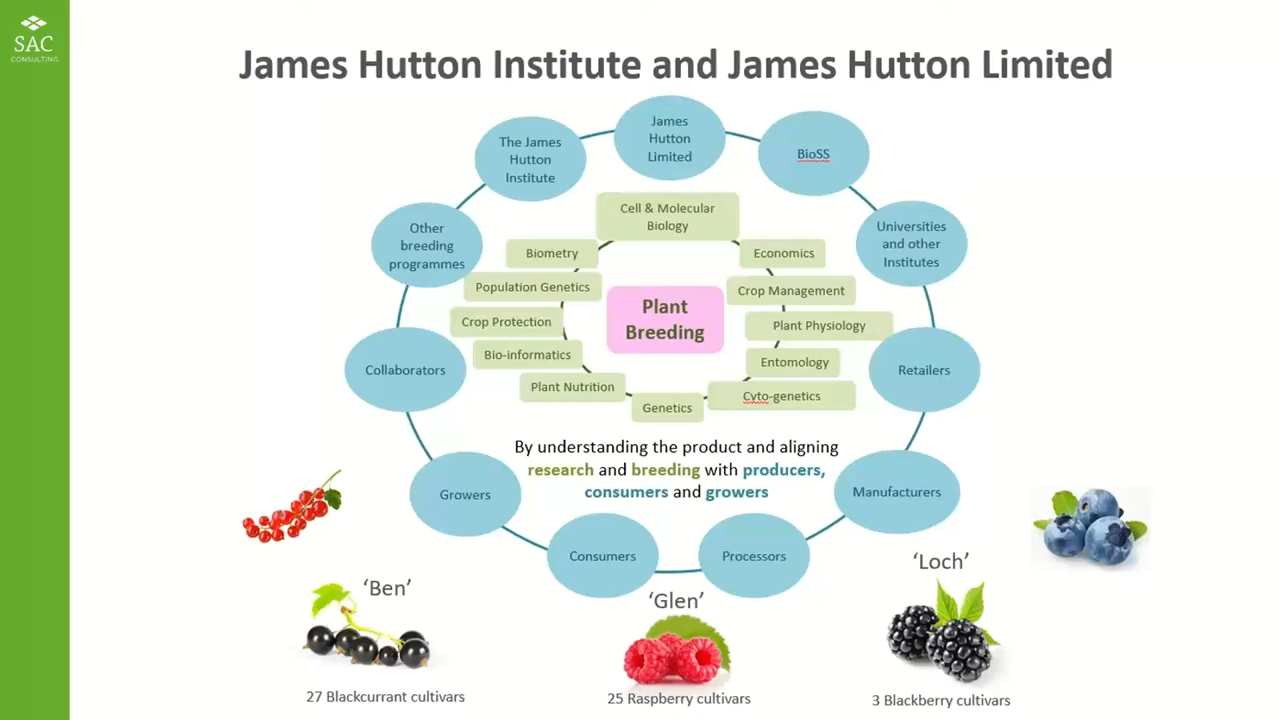 SAC
CONSULTING
James Hutton Institute and James Hutton Limited
James
Hutton
Limited
The James
Hutton
Institute
BioSS
Other
breeding
programmes
Universities
and other
Institutes
Cell & Molecular
Biology
Biometry
Economics
Population Genetics
Crop Management
Plant
Breeding
Crop Protection
Plant Physiology
Bio-informatics
Entomology
Plant Nutrition
Cyto-genetics
Genetics
Collaborators
Retailers
By understanding the product and aligning
research and breeding with producers,
consumers and growers
Growers
Manufacturers
Consumers
Processors
‘Ben’
‘Glen’
‘Loch’
27 Blackcurrant cultivars
25 Raspberry cultivars
3 Blackberry cultivars